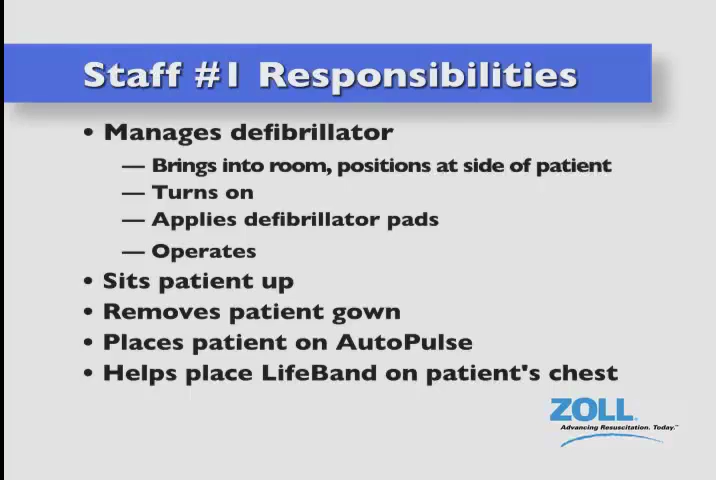 Staff #1 Responsibilities
• Manages defibrillator
— Brings into room, positions at side of patient
— Turns on
— Applies defibrillator pads
— Operates
• Sits patient up
• Removes patient gown
• Places patient on AutoPulse
• Helps place LifeBand on patient's chest
ZOLL®
Advancing Resuscitation. Today.™